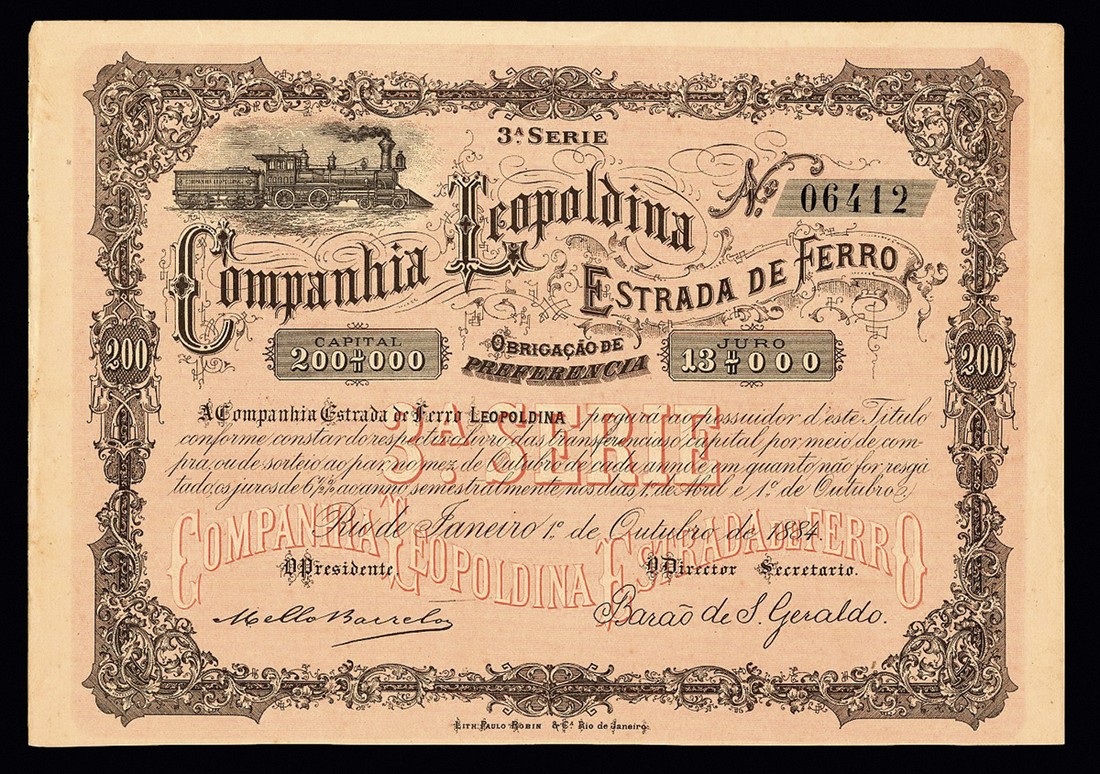 3.ª SERIE
Nº 06412
Companhia Leopoldina
ESTRADA DE FERRO
CAPITAL
200$000
OBRIGAÇÃO DE
PREFERENCIA
JURO
13$000
200
200
A Companhia Estrada de Ferro LEOPOLDINA pagará ao possuidor d'este Titulo
conforme constar do respectivo livro das transferencias o capital por meio de com-
pra, ou de sorteio ao par, no mez de Outubro de cada anno e em quanto não for resga-
tado, os juros de 6½% ao anno semestralmente nos dias 1º de Abril e 1º de Outubro.
3.ª SERIE
Rio de Janeiro 1º de Outubro de 1884.
COMPANHIA LEOPOLDINA ESTRADA DE FERRO
O Presidente
O Director Secretario.
Mello Barreto
Barão de S. Geraldo.
LITH. PAULO ROBIN & Cª. Rio de Janeiro